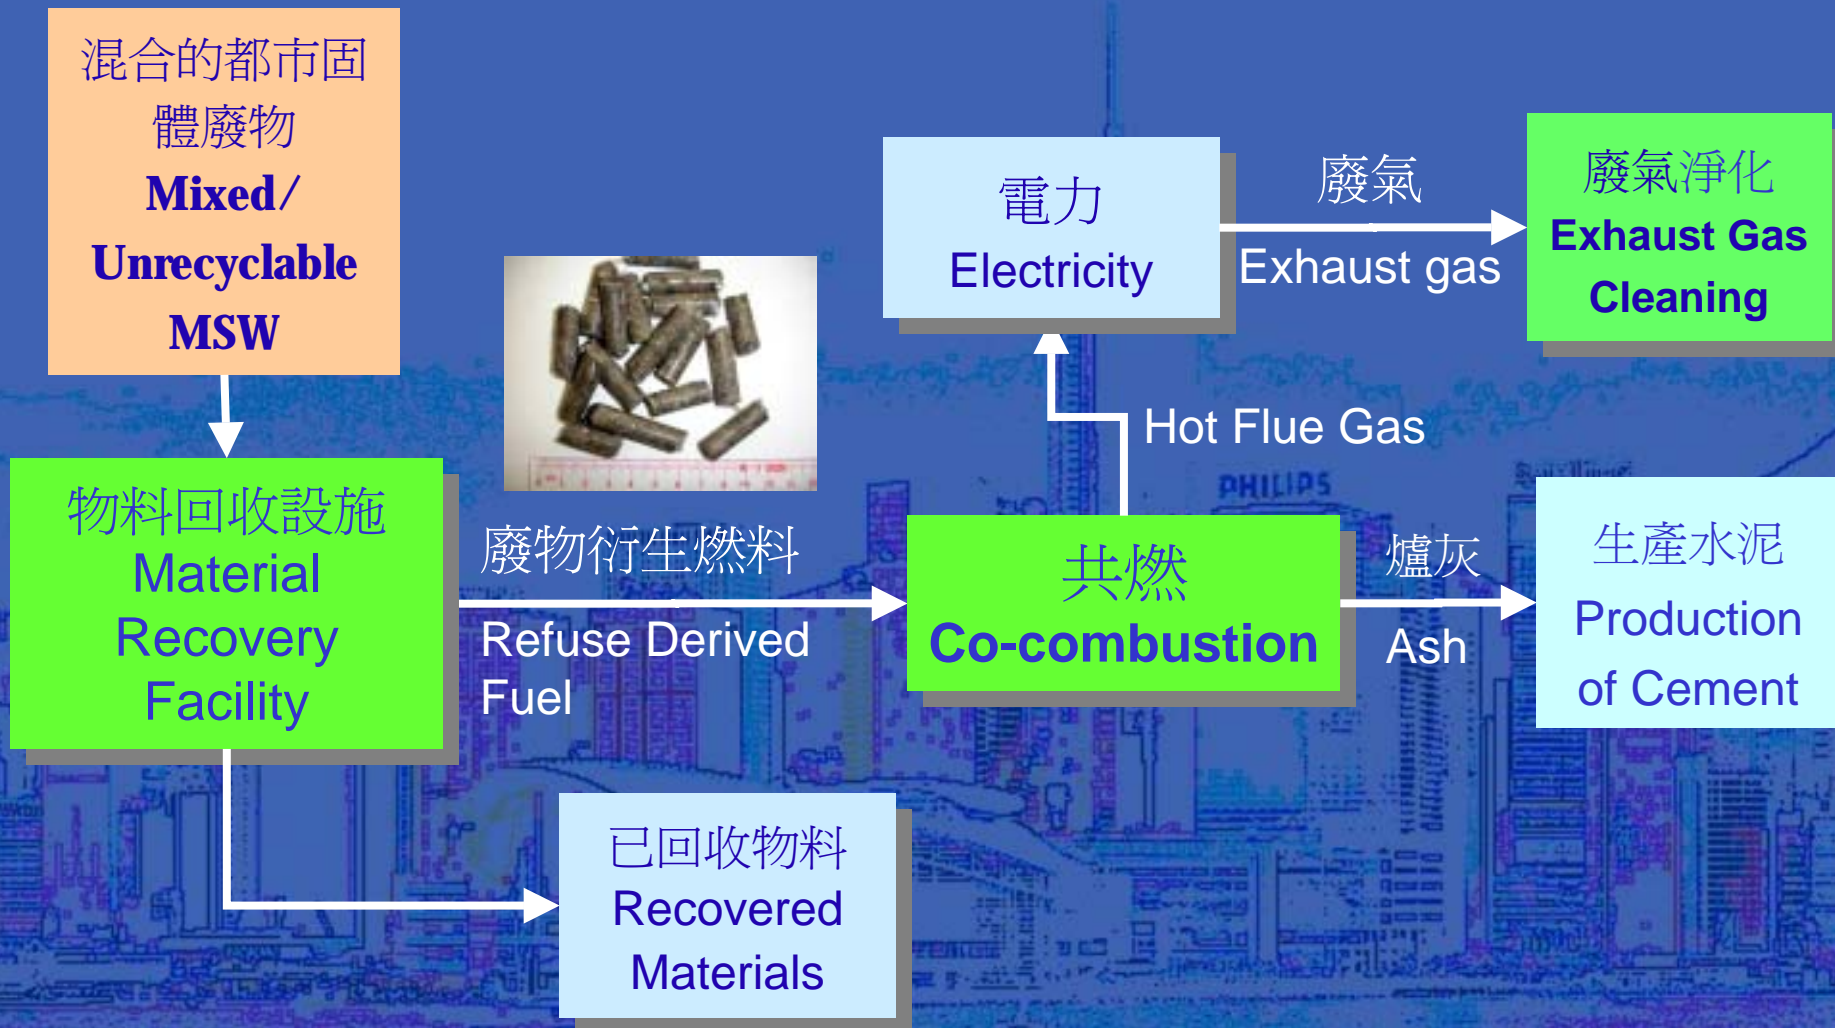 混合的都市固
體廢物
Mixed/
Unrecyclable
MSW
物料回收設施
Material
Recovery
Facility
廢物衍生燃料
Refuse Derived
Fuel
已回收物料
Recovered
Materials
共燃
Co-combustion
Hot Flue Gas
電力
Electricity
廢氣
Exhaust gas
廢氣淨化
Exhaust Gas
Cleaning
爐灰
Ash
生產水泥
Production
of Cement
PHILIPS